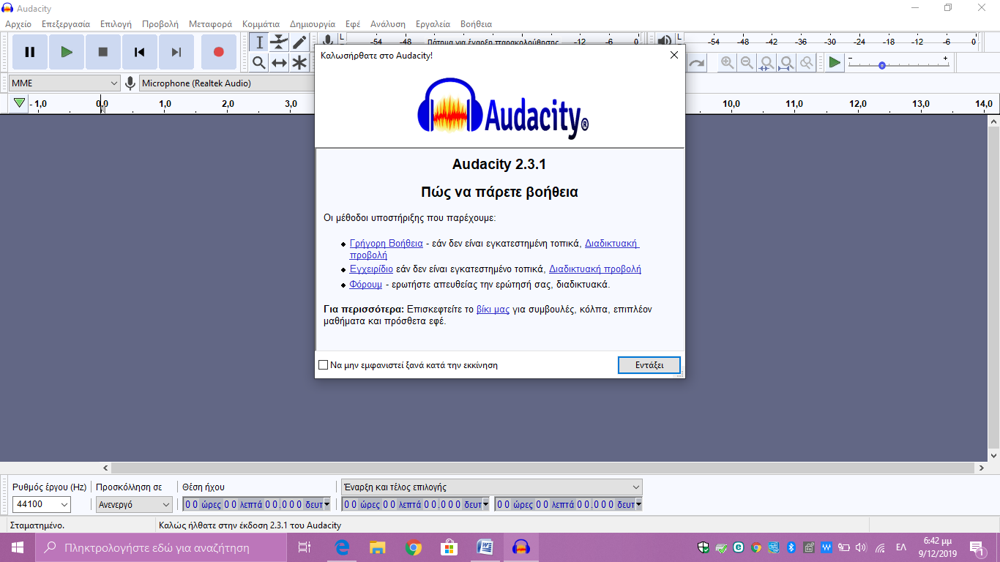 Audacity
Αρχείο Επεξεργασία Επιλογή Προβολή Μεταφορά Κομμάτια Δημιουργία Εφέ Ανάλυση Εργαλεία Βοήθεια
L -54 -48 Πάτημα για έναρξη παρακολούθησης -12 -6 0 L -54 -48 -42 -36 -30 -24 -18 -12 -6 0
MME Microphone (Realtek Audio)
- 1,0 0,0 1,0 2,0 3,0 10,0 11,0 12,0 13,0 14,0
Καλωσήρθατε στο Audacity!
Audacity®
Audacity 2.3.1
Πώς να πάρετε βοήθεια
Οι μέθοδοι υποστήριξης που παρέχουμε:
Γρήγορη Βοήθεια - εάν δεν είναι εγκατεστημένη τοπικά, Διαδικτυακή
προβολή
Εγχειρίδιο εάν δεν είναι εγκατεστημένο τοπικά, Διαδικτυακή προβολή
Φόρουμ - ερωτήστε απευθείας την ερώτησή σας, διαδικτυακά.
Για περισσότερα: Επισκεφτείτε το βίκι μας για συμβουλές, κόλπα, επιπλέον
μαθήματα και πρόσθετα εφέ.
Να μην εμφανιστεί ξανά κατά την εκκίνηση Εντάξει
Ρυθμός έργου (Hz) Προσκόλληση σε Θέση ήχου Έναρξη και τέλος επιλογής
44100 Ανενεργό 0 0 ώρες 0 0 λεπτά 0 0 . 0 0 0 δευτ 0 0 ώρες 0 0 λεπτά 0 0 . 0 0 0 δευτ 0 0 ώρες 0 0 λεπτά 0 0 . 0 0 0 δευτ
Σταματημένο. Καλώς ήλθατε στην έκδοση 2.3.1 του Audacity
Πληκτρολογήστε εδώ για αναζήτηση ΕΛ 6:42 μμ
9/12/2019 1